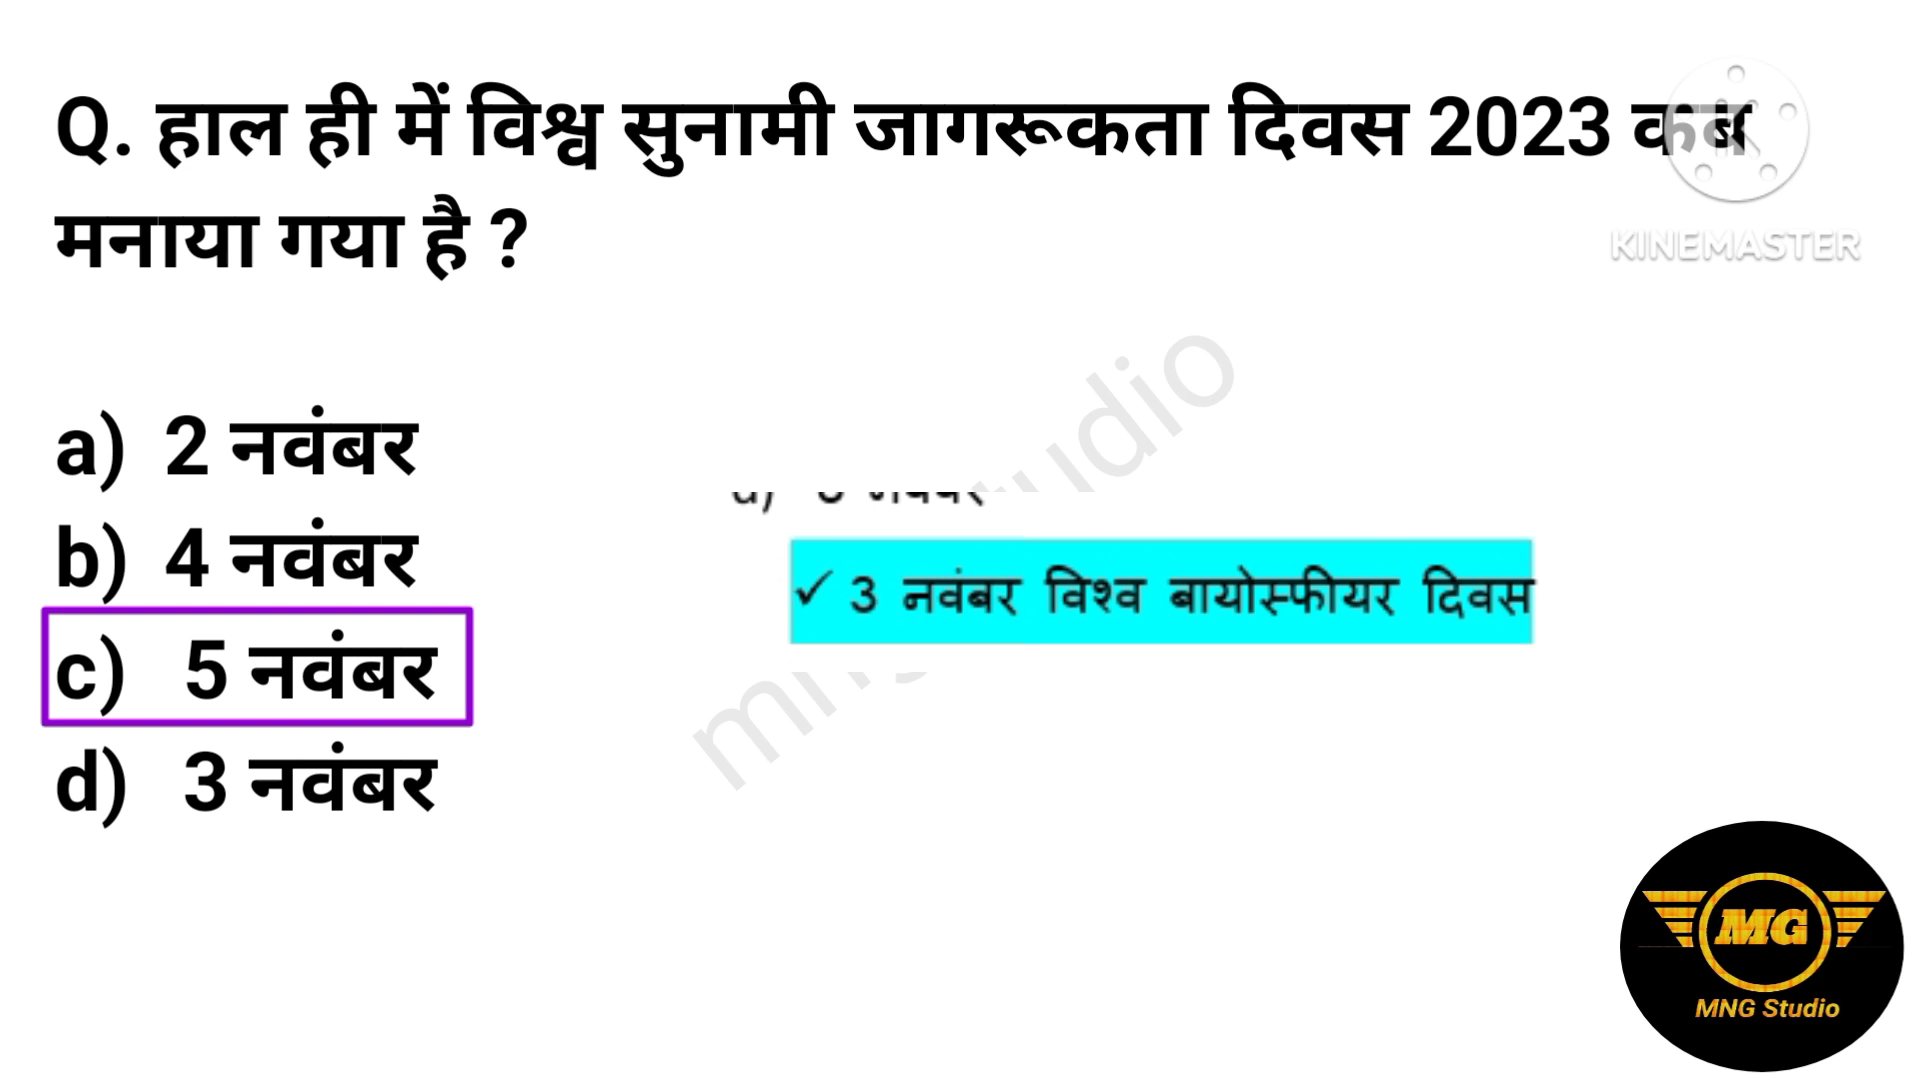 Q. हाल ही में विश्व सुनामी जागरूकता दिवस 2023 कब
मनाया गया है ?
KINEMASTER
a) 2 नवंबर
b) 4 नवंबर
c) 5 नवंबर
d) 3 नवंबर
✓ 3 नवंबर विश्व बायोस्फीयर दिवस
MG
MNG Studio